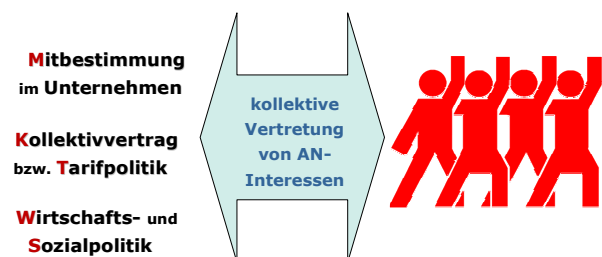 Mitbestimmung
im Unternehmen
Kollektivvertrag
bzw. Tarifpolitik
Wirtschafts- und
Sozialpolitik
kollektive
Vertretung
von AN-
Interessen